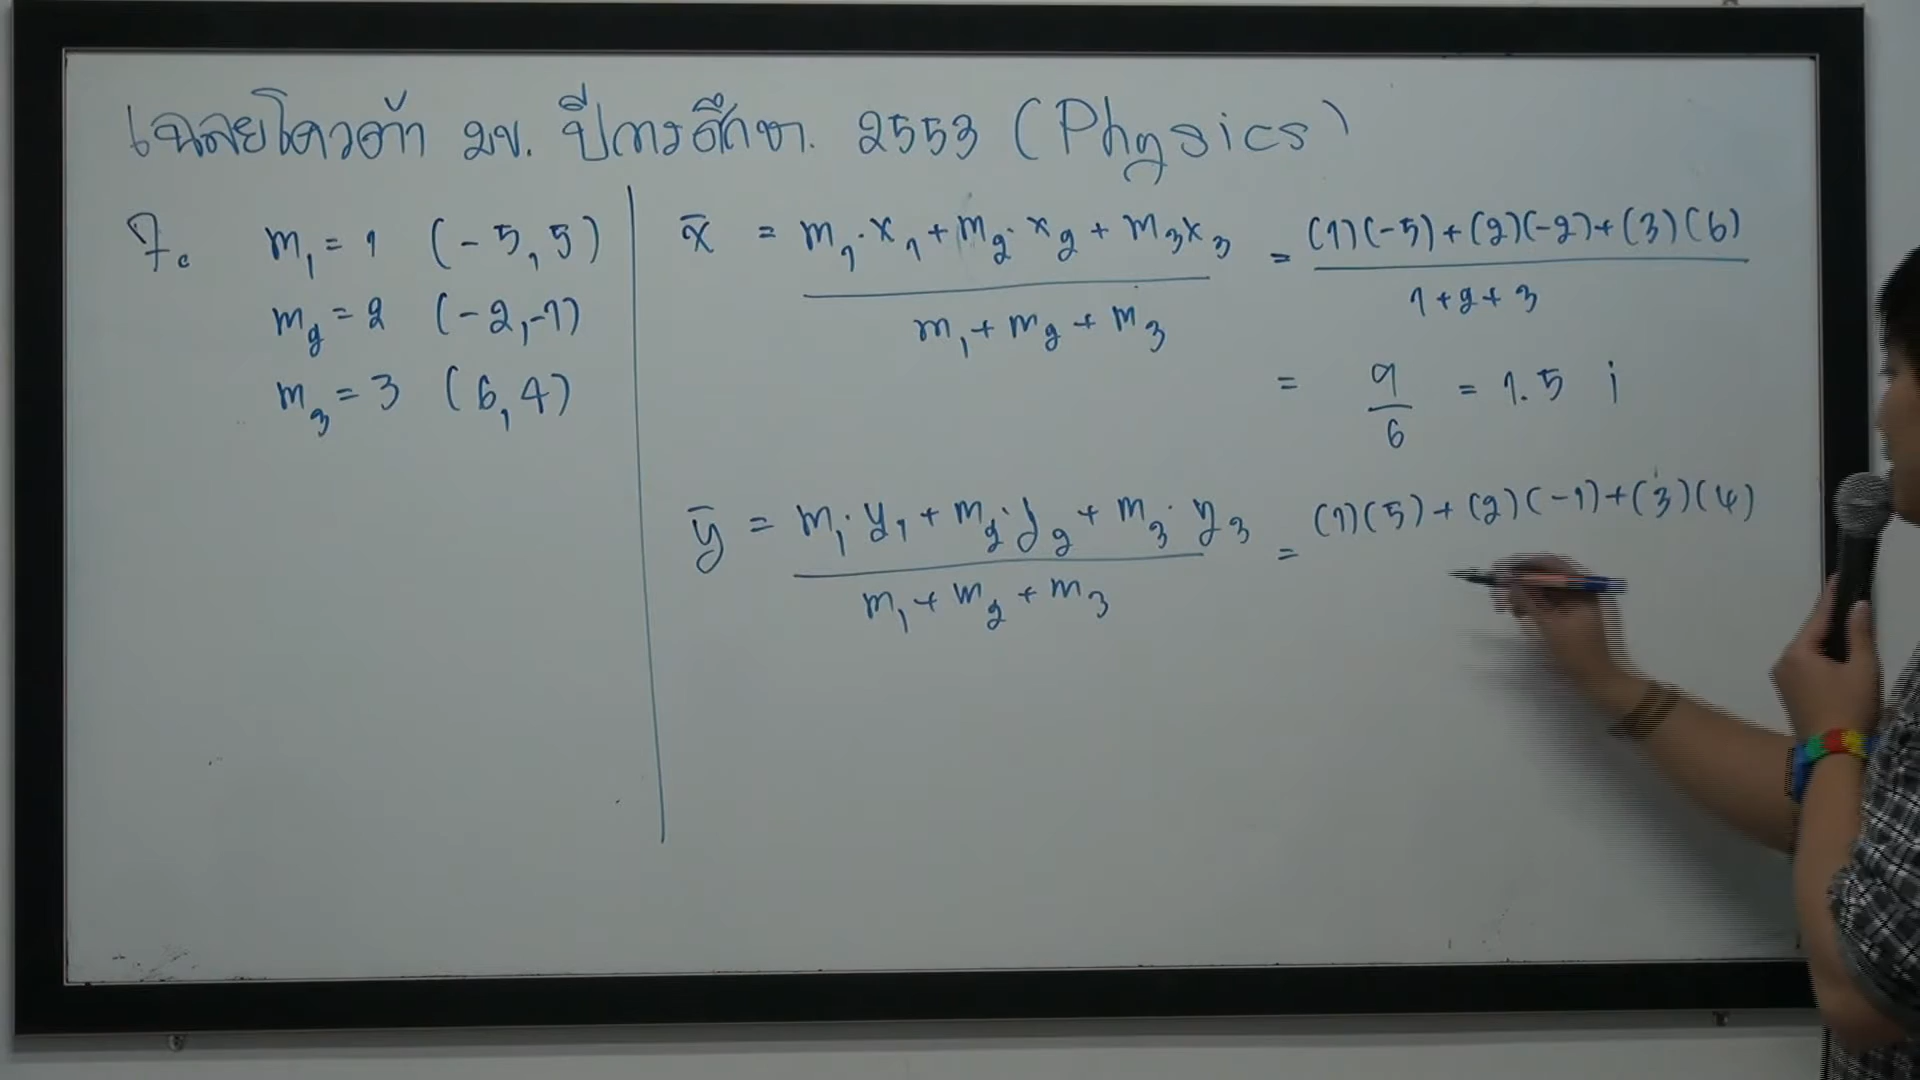 เฉลยโควต้า มข. ปีการศึกษา. 2553 (Physics)
7.
m₁ = 1 (-5, 5)
m₂ = 2 (-2, -1)
m₃ = 3 (6, 4)
x̄ = (m₁·x₁ + m₂·x₂ + m₃x₃) / (m₁ + m₂ + m₃) = ((1)(-5) + (2)(-2) + (3)(6)) / (1 + 2 + 3)
= 9/6 = 1.5 i
ȳ = (m₁·y₁ + m₂·y₂ + m₃·y₃) / (m₁ + m₂ + m₃) = (1)(5) + (2)(-1) + (3)(4)